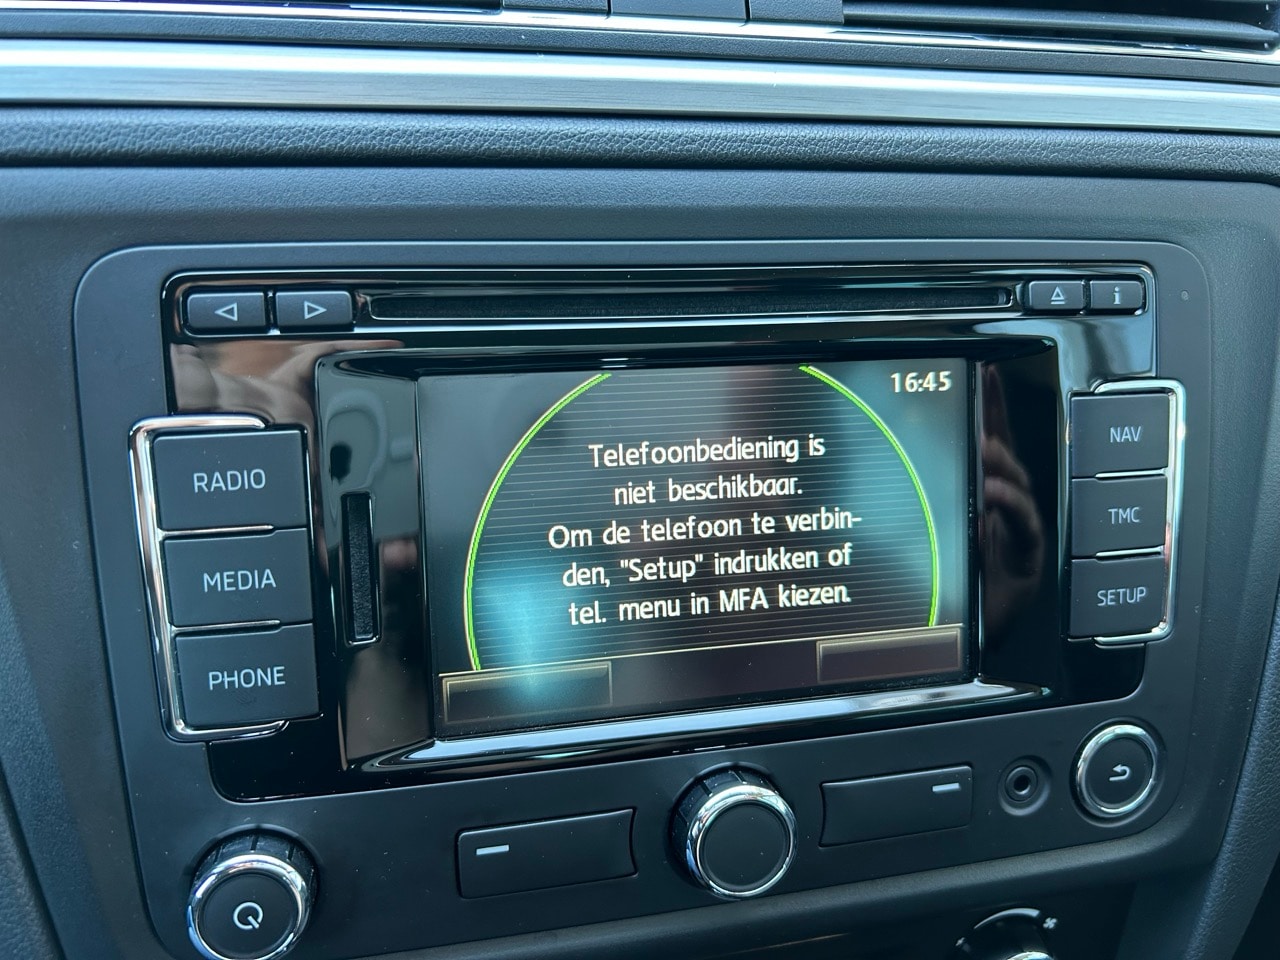 i
16:45
RADIO
MEDIA
PHONE
Telefoonbediening is
niet beschikbaar.
Om de telefoon te verbin-
den, "Setup" indrukken of
tel. menu in MFA kiezen.
NAV
TMC
SETUP